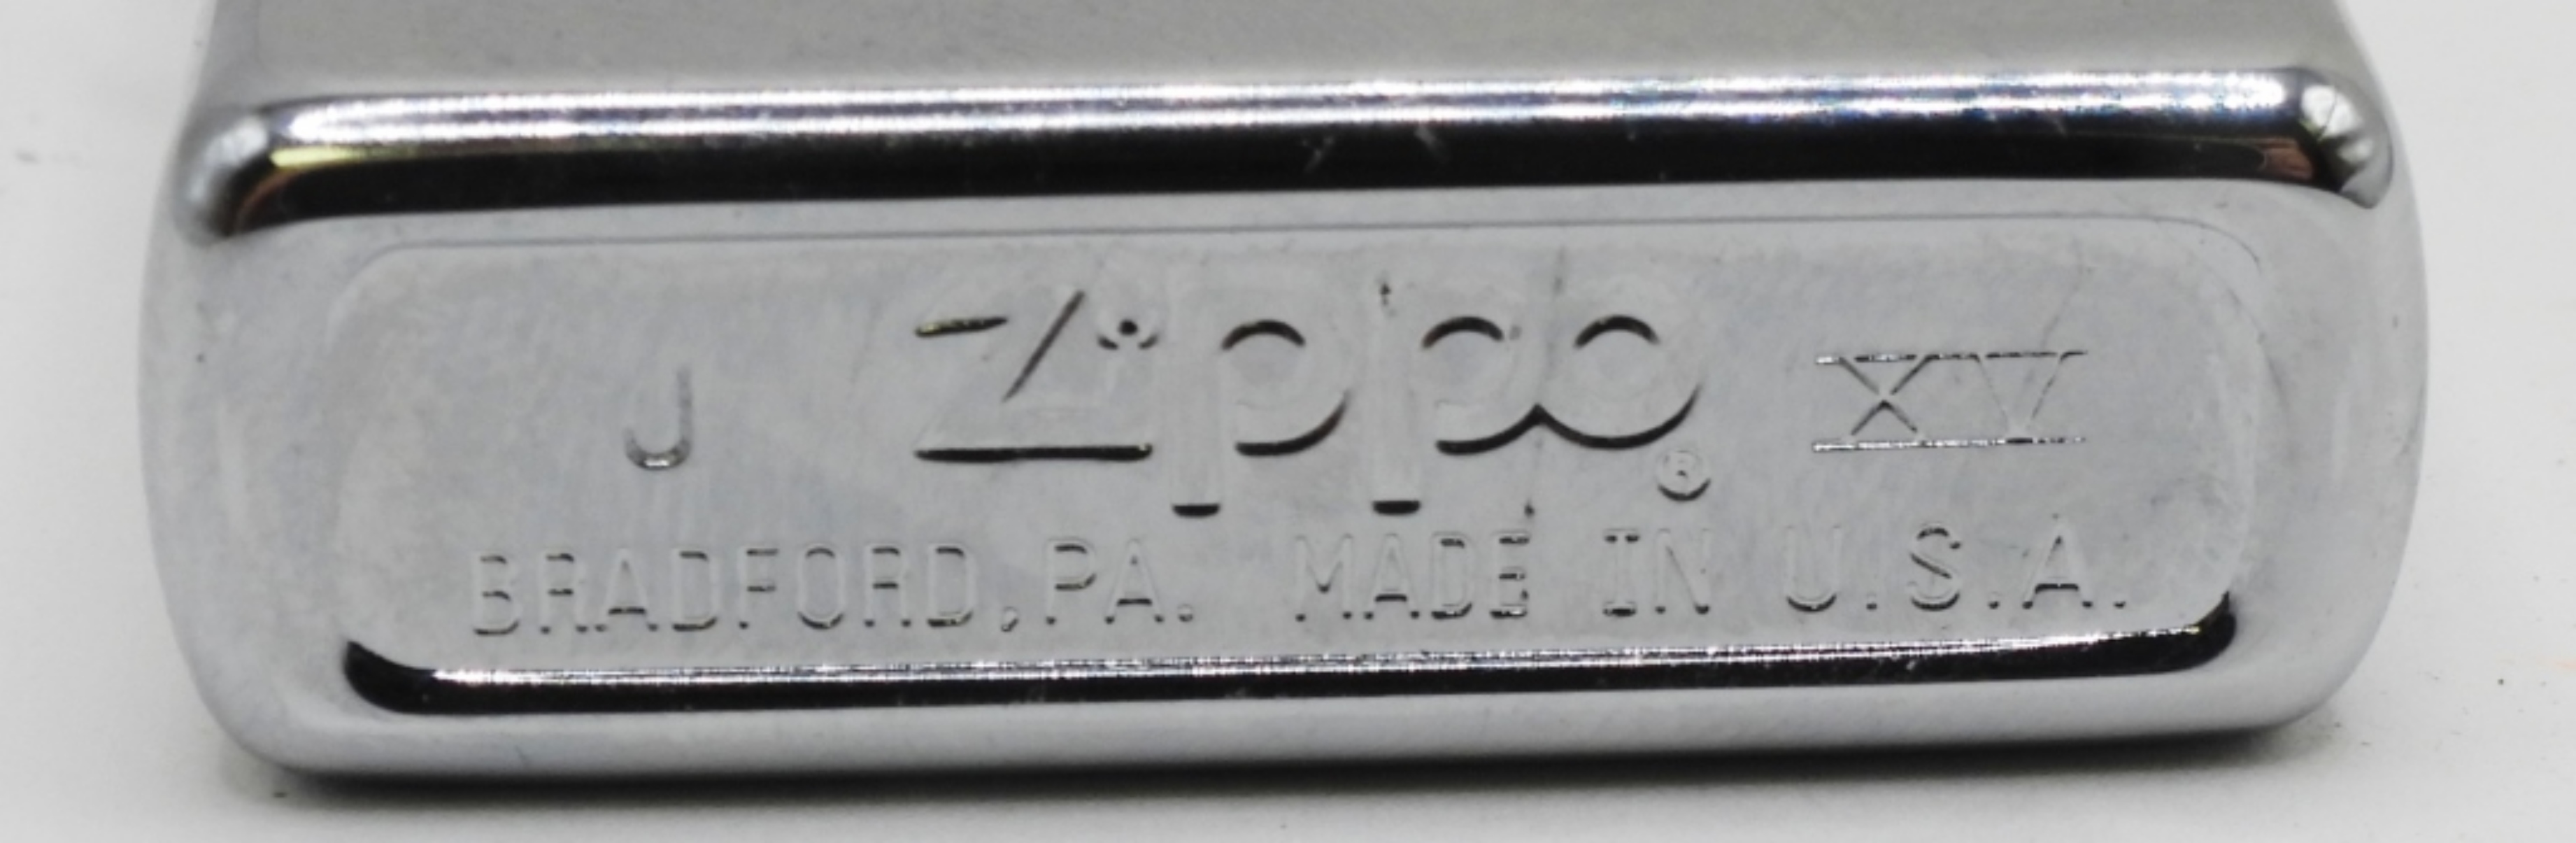 J Zippo® XV
BRADFORD, PA. MADE IN U.S.A.